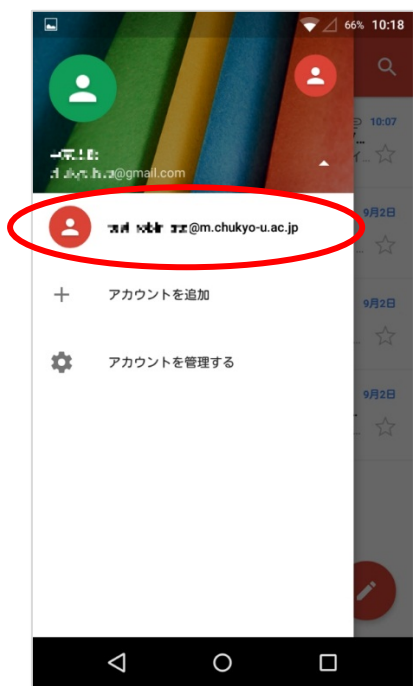 66% 10:18
10:07
@gmail.com
9月2日
@m.chukyo-u.ac.jp
アカウントを追加
9月2日
アカウントを管理する
9月2日